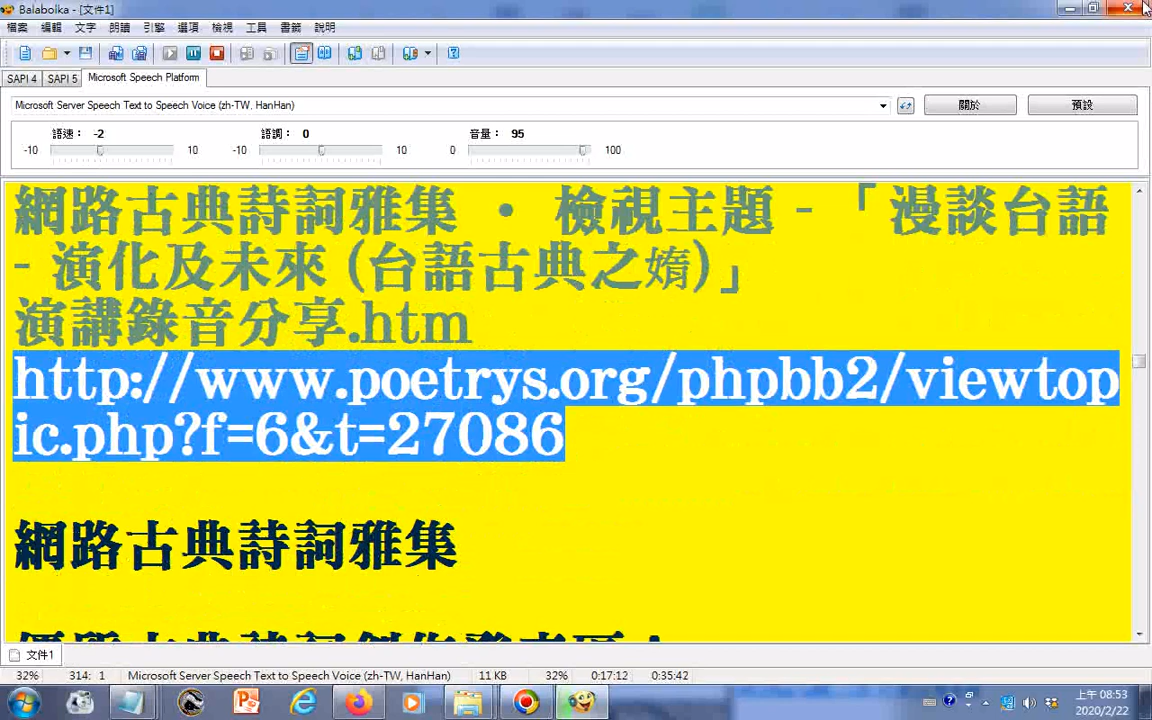 Balabolka - [文件1]
檔案 編輯 文字 朗讀 引擎 選項 檢視 工具 書籤 說明
SAPI 4 SAPI 5 Microsoft Speech Platform
Microsoft Server Speech Text to Speech Voice (zh-TW, HanHan) 關於 預設
語速: -2 語調: 0 音量: 95
-10 10 -10 10 0 100
網路古典詩詞雅集 • 檢視主題 - 「漫談台語
- 演化及未來 (台語古典之媠)」
演講錄音分享.htm
http://www.poetrys.org/phpbb2/viewtop
ic.php?f=6&t=27086
網路古典詩詞雅集
文件1
32% 314: 1 Microsoft Server Speech Text to Speech Voice (zh-TW, HanHan) 11 KB 32% 0:17:12 0:35:42
上午 08:53
2020/2/22